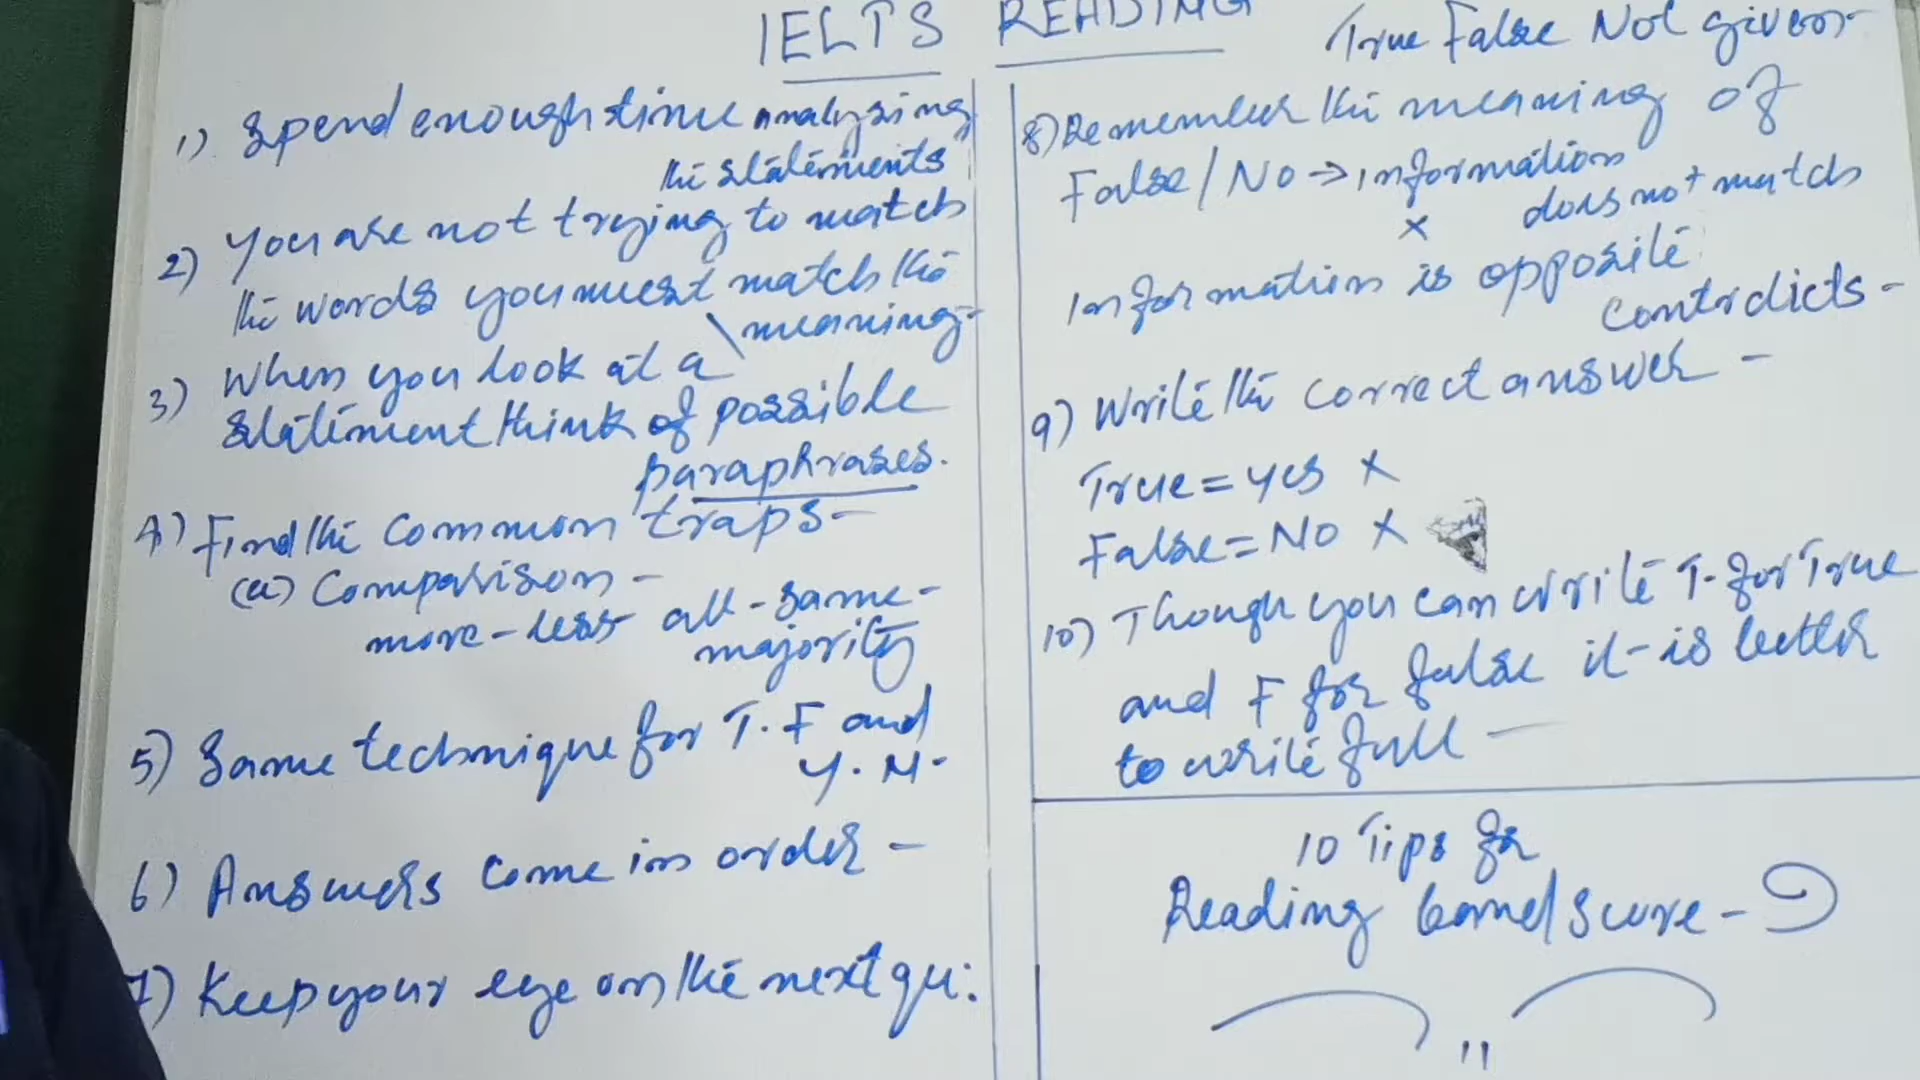 IELTS READING
True False Not given-
1) Spend enough time analysing
the statements
2) You are not trying to match
the words you must match the
meaning-
3) When you look at a
statement think of possible
paraphrases.
4) Find the common traps-
(a) Comparison-
more-less all-same-
majority
5) Same technique for T.F and
Y.N-
6) Answers come in order-
7) Keep your eye on the next qu:
8) Remember the meaning of
False/No → information
does not match
x
Information is opposite
contrdicts-
9) Write the correct answer-
True=yes x
False=No x
10) Though you can write T-for True
and F for false it-is better
to write full-
10 Tips for
Reading band score-9